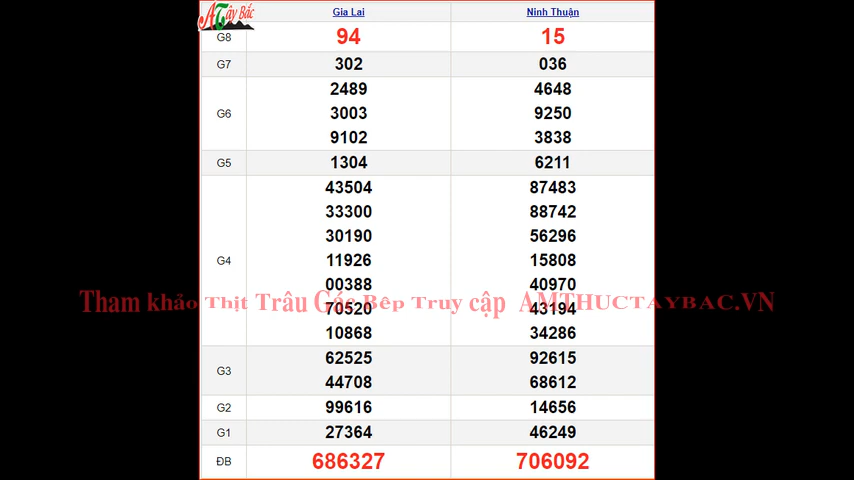 ATây Bắc
Gia Lai Ninh Thuận
G8 94 15
G7 302 036
2489 4648
G6 3003 9250
9102 3838
G5 1304 6211
43504 87483
33300 88742
30190 56296
G4 11926 15808
00388 40970
Tham khảo Thịt Trâu Gác Bếp Truy cập AMTHUCTAYBAC.VN
70520 43194
10868 34286
62525 92615
G3
44708 68612
G2 99616 14656
G1 27364 46249
ĐB 686327 706092